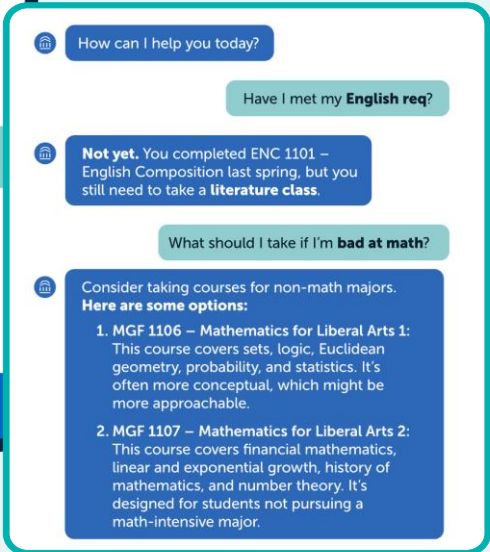 How can I help you today?
Have I met my English req?
Not yet. You completed ENC 1101 –
English Composition last spring, but you
still need to take a literature class.
What should I take if I'm bad at math?
Consider taking courses for non-math majors.
Here are some options:
1. MGF 1106 – Mathematics for Liberal Arts 1:
This course covers sets, logic, Euclidean
geometry, probability, and statistics. It's
often more conceptual, which might be
more approachable.
2. MGF 1107 – Mathematics for Liberal Arts 2:
This course covers financial mathematics,
linear and exponential growth, history of
mathematics, and number theory. It's
designed for students not pursuing a
math-intensive major.